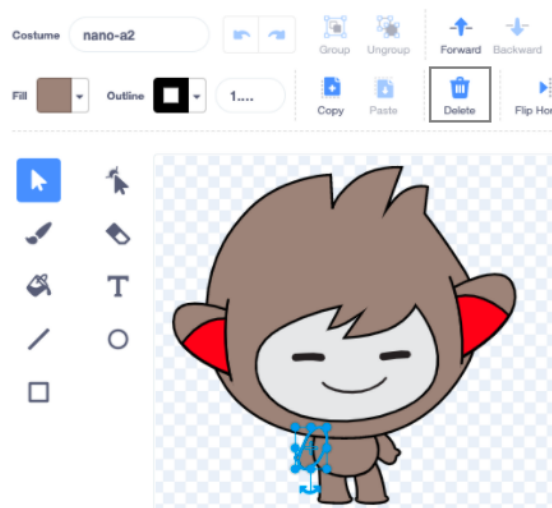 Costume nano-a2 Group Ungroup Forward Backward
Fill Outline 1.... Copy Paste Delete Flip Hor
T